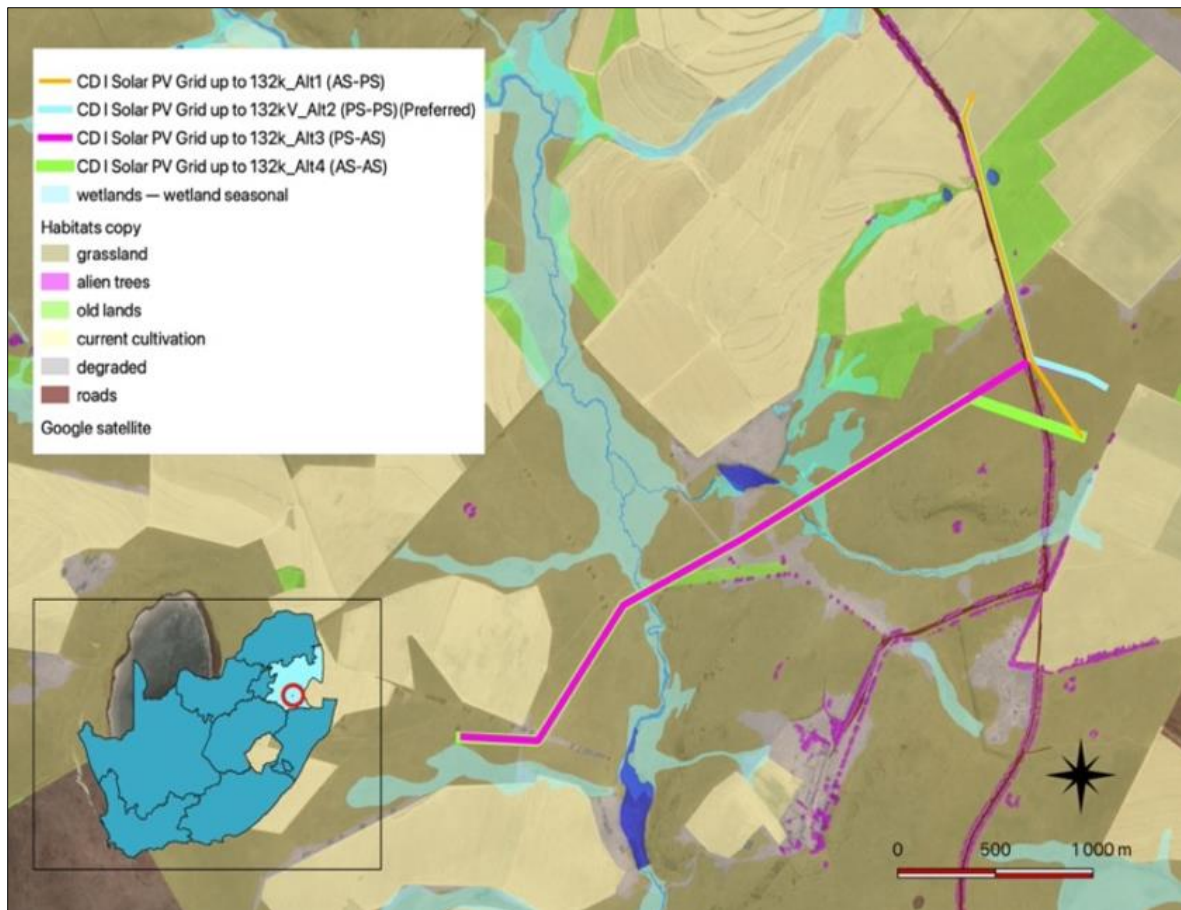 CD I Solar PV Grid up to 132k_Alt1 (AS-PS)
CD I Solar PV Grid up to 132kV_Alt2 (PS-PS)(Preferred)
CD I Solar PV Grid up to 132k_Alt3 (PS-AS)
CD I Solar PV Grid up to 132k_Alt4 (AS-AS)
wetlands — wetland seasonal
Habitats copy
grassland
alien trees
old lands
current cultivation
degraded
roads
Google satellite
0 500 1 000 m